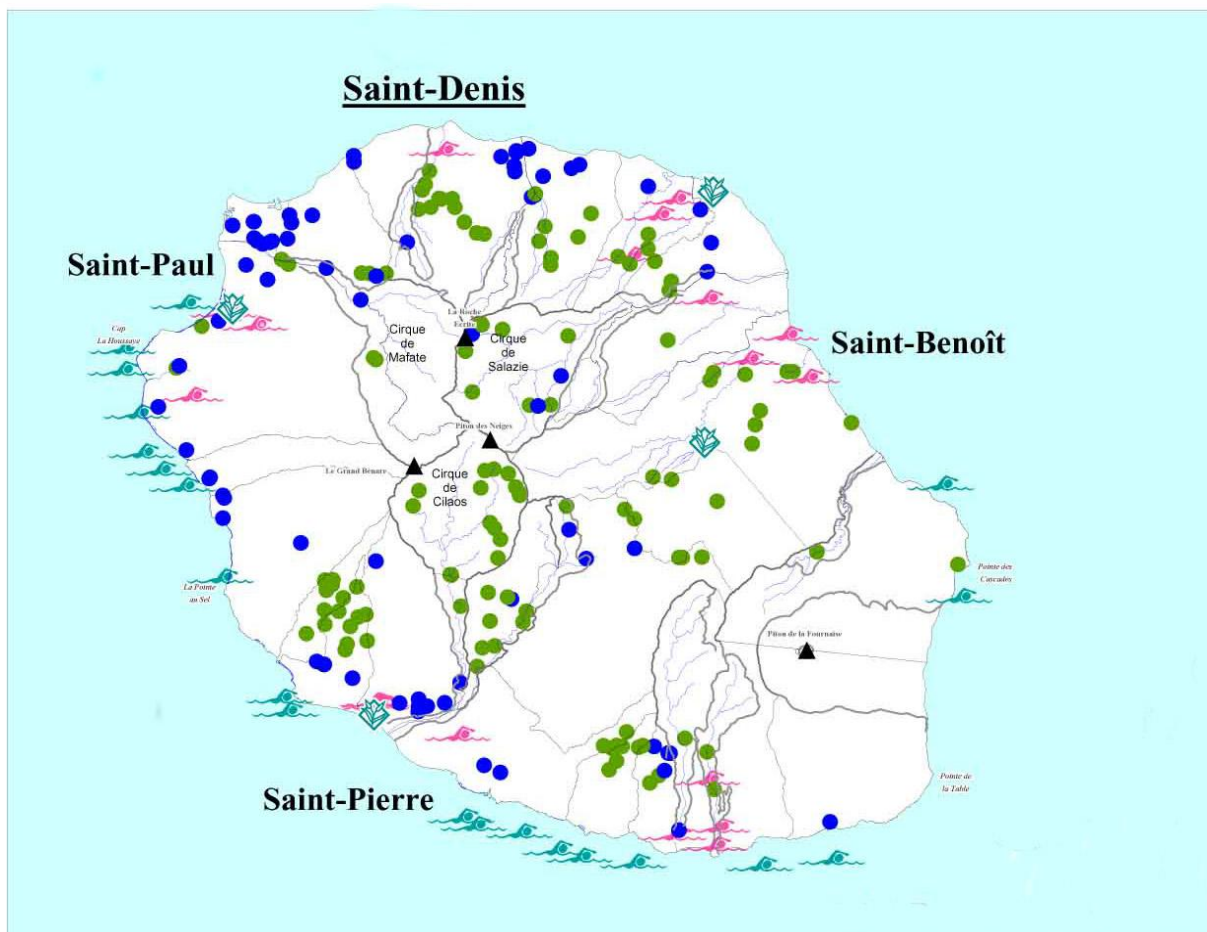 Saint-Denis
Saint-Paul
Cap
La Houssaye
La Roche
Ecrite
Cirque
de
Mafate
Cirque
de
Salazie
Saint-Benoît
Piton des Neiges
Le Grand Bénare
Cirque
de
Cilaos
La Pointe
au Sel
Pointe des
Cascades
Piton de la Fournaise
Pointe de
la Table
Saint-Pierre